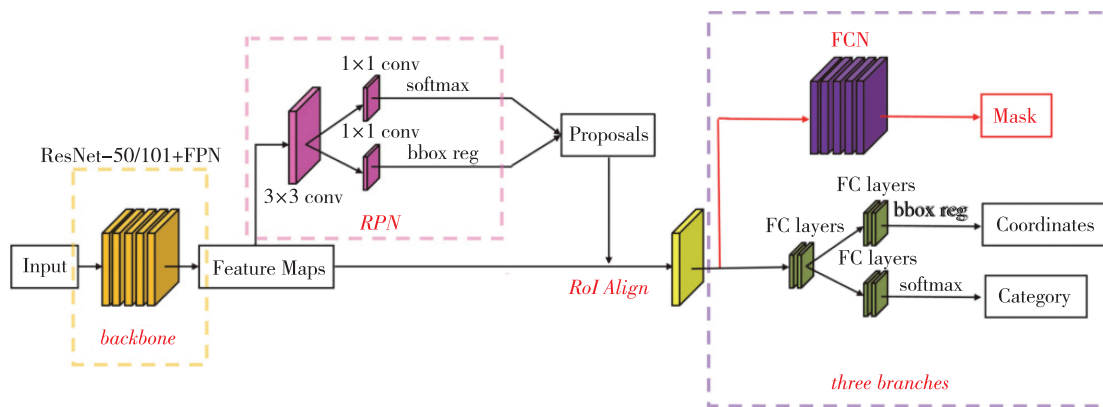 FCN
1×1 conv
softmax
Mask
1×1 conv
Proposals
bbox reg
ResNet-50/101+FPN
3×3 conv
FC layers
bbox reg
RPN
FC layers
Coordinates
Input
Feature Maps
FC layers
RoI Align
softmax
Category
backbone
three branches